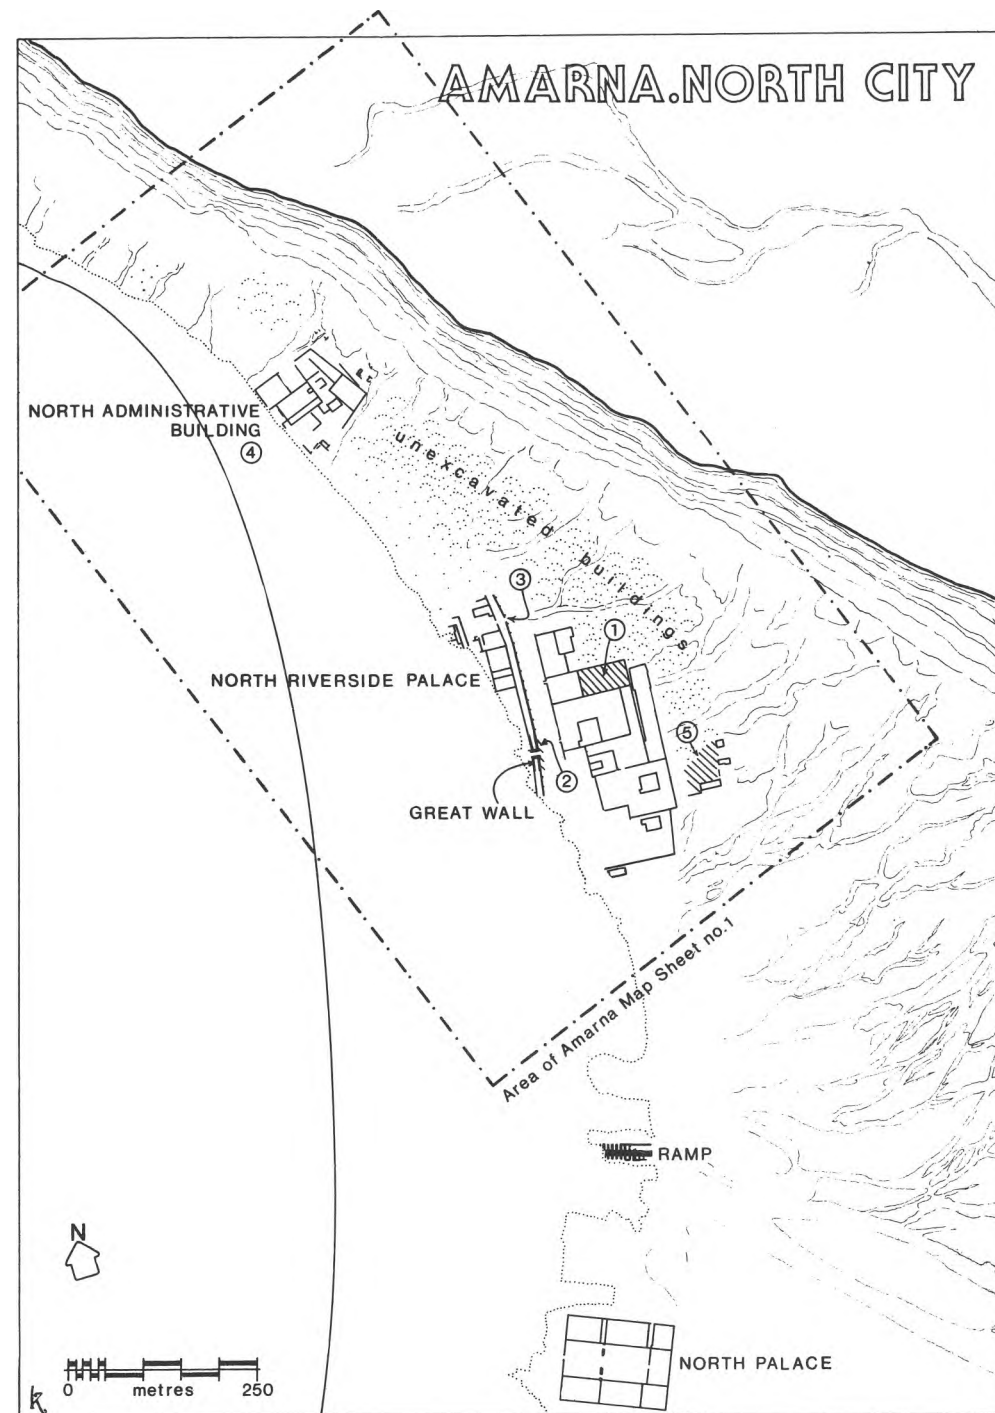 AMARNA.NORTH CITY
NORTH ADMINISTRATIVE
BUILDING
④
unexcavated buildings
③
①
NORTH RIVERSIDE PALACE
⑤
②
GREAT WALL
Area of Amarna Map Sheet no.1
RAMP
N
NORTH PALACE
0 metres 250
k